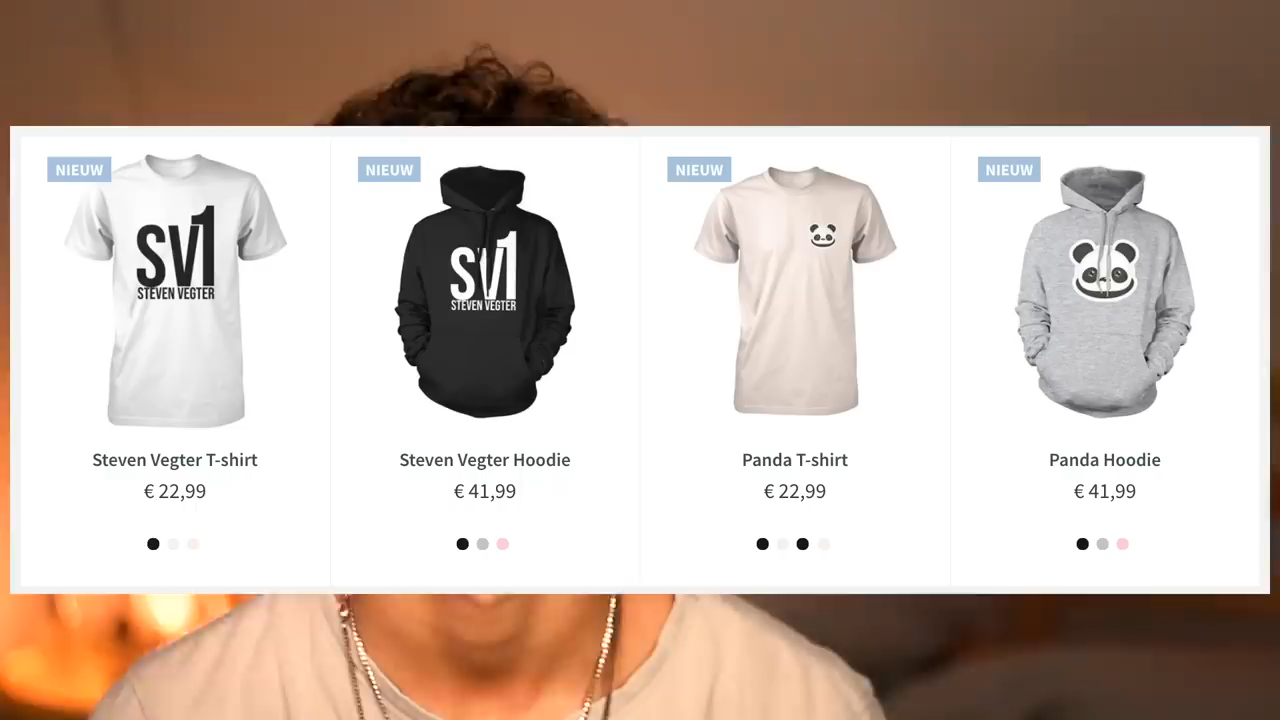 NIEUW
SV1
STEVEN VEGTER
Steven Vegter T-shirt
€ 22,99
NIEUW
SV1
STEVEN VEGTER
Steven Vegter Hoodie
€ 41,99
NIEUW
Panda T-shirt
€ 22,99
NIEUW
Panda Hoodie
€ 41,99